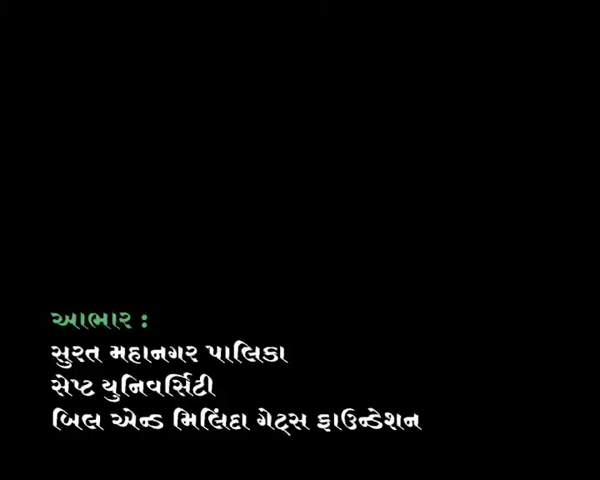 આભાર :
સુરત મહાનગર પાલિકા
સેપ્ટ યુનિવર્સિટી
બિલ એન્ડ મિલિંદા ગેટ્સ ફાઉન્ડેશન